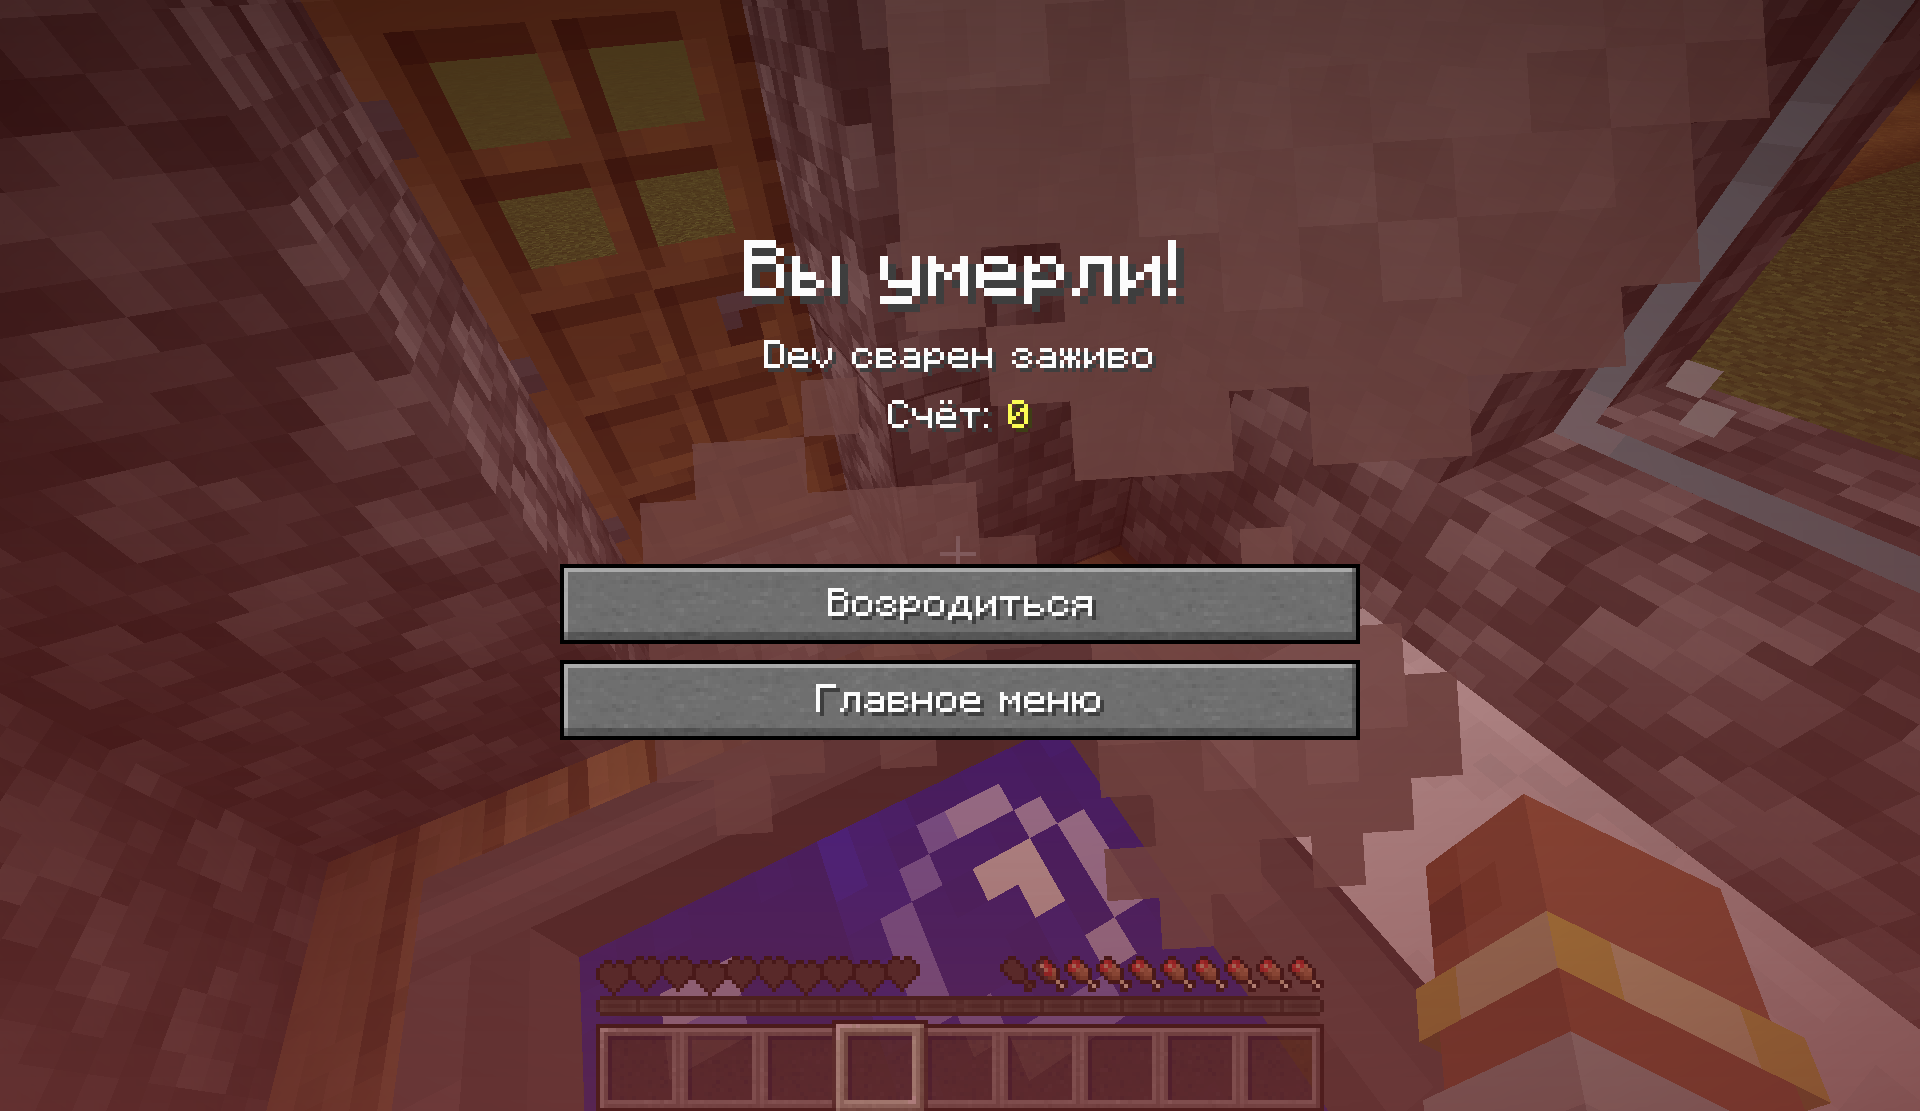 Вы умерли!
Dev сварен заживо
Счёт: 0
Возродиться
Главное меню